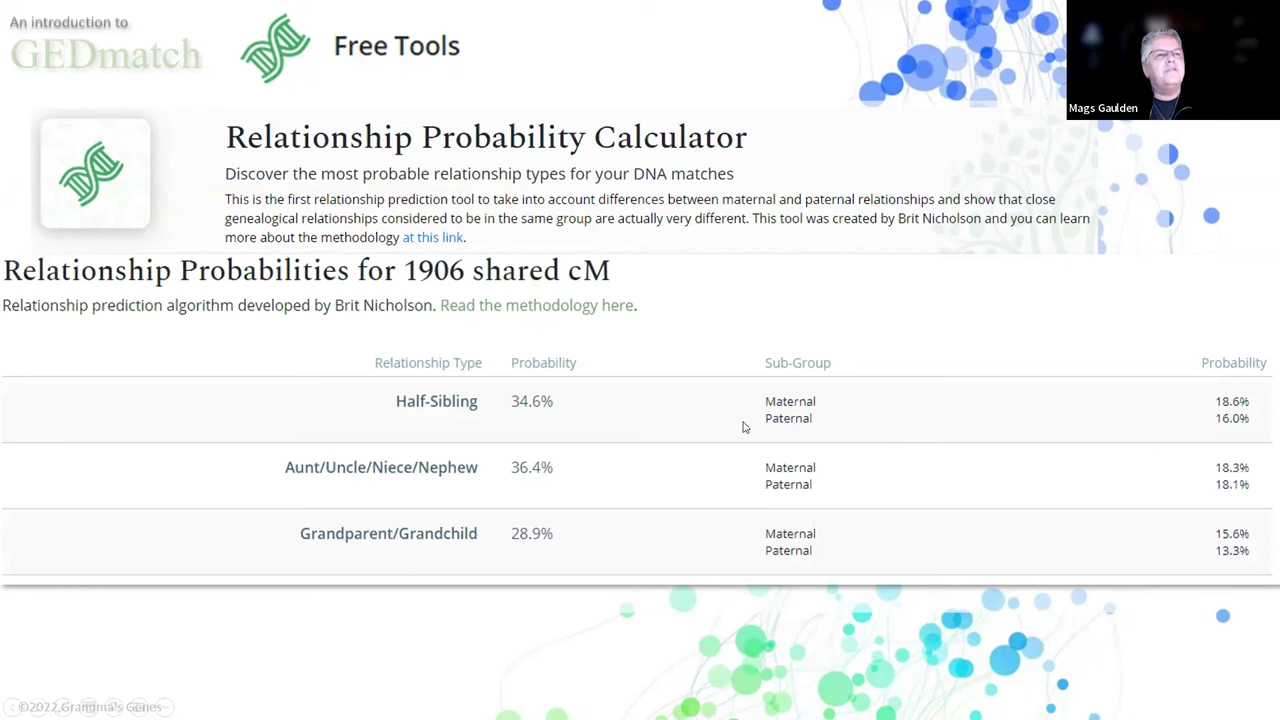 An introduction to
GEDmatch
Free Tools
Mags Gaulden
Relationship Probability Calculator
Discover the most probable relationship types for your DNA matches
This is the first relationship prediction tool to take into account differences between maternal and paternal relationships and show that close
genealogical relationships considered to be in the same group are actually very different. This tool was created by Brit Nicholson and you can learn
more about the methodology at this link.
Relationship Probabilities for 1906 shared cM
Relationship prediction algorithm developed by Brit Nicholson. Read the methodology here.
Relationship Type Probability Sub-Group Probability
Half-Sibling 34.6% Maternal 18.6%
Paternal 16.0%
Aunt/Uncle/Niece/Nephew 36.4% Maternal 18.3%
Paternal 18.1%
Grandparent/Grandchild 28.9% Maternal 15.6%
Paternal 13.3%
©2022 Grandma's Genes